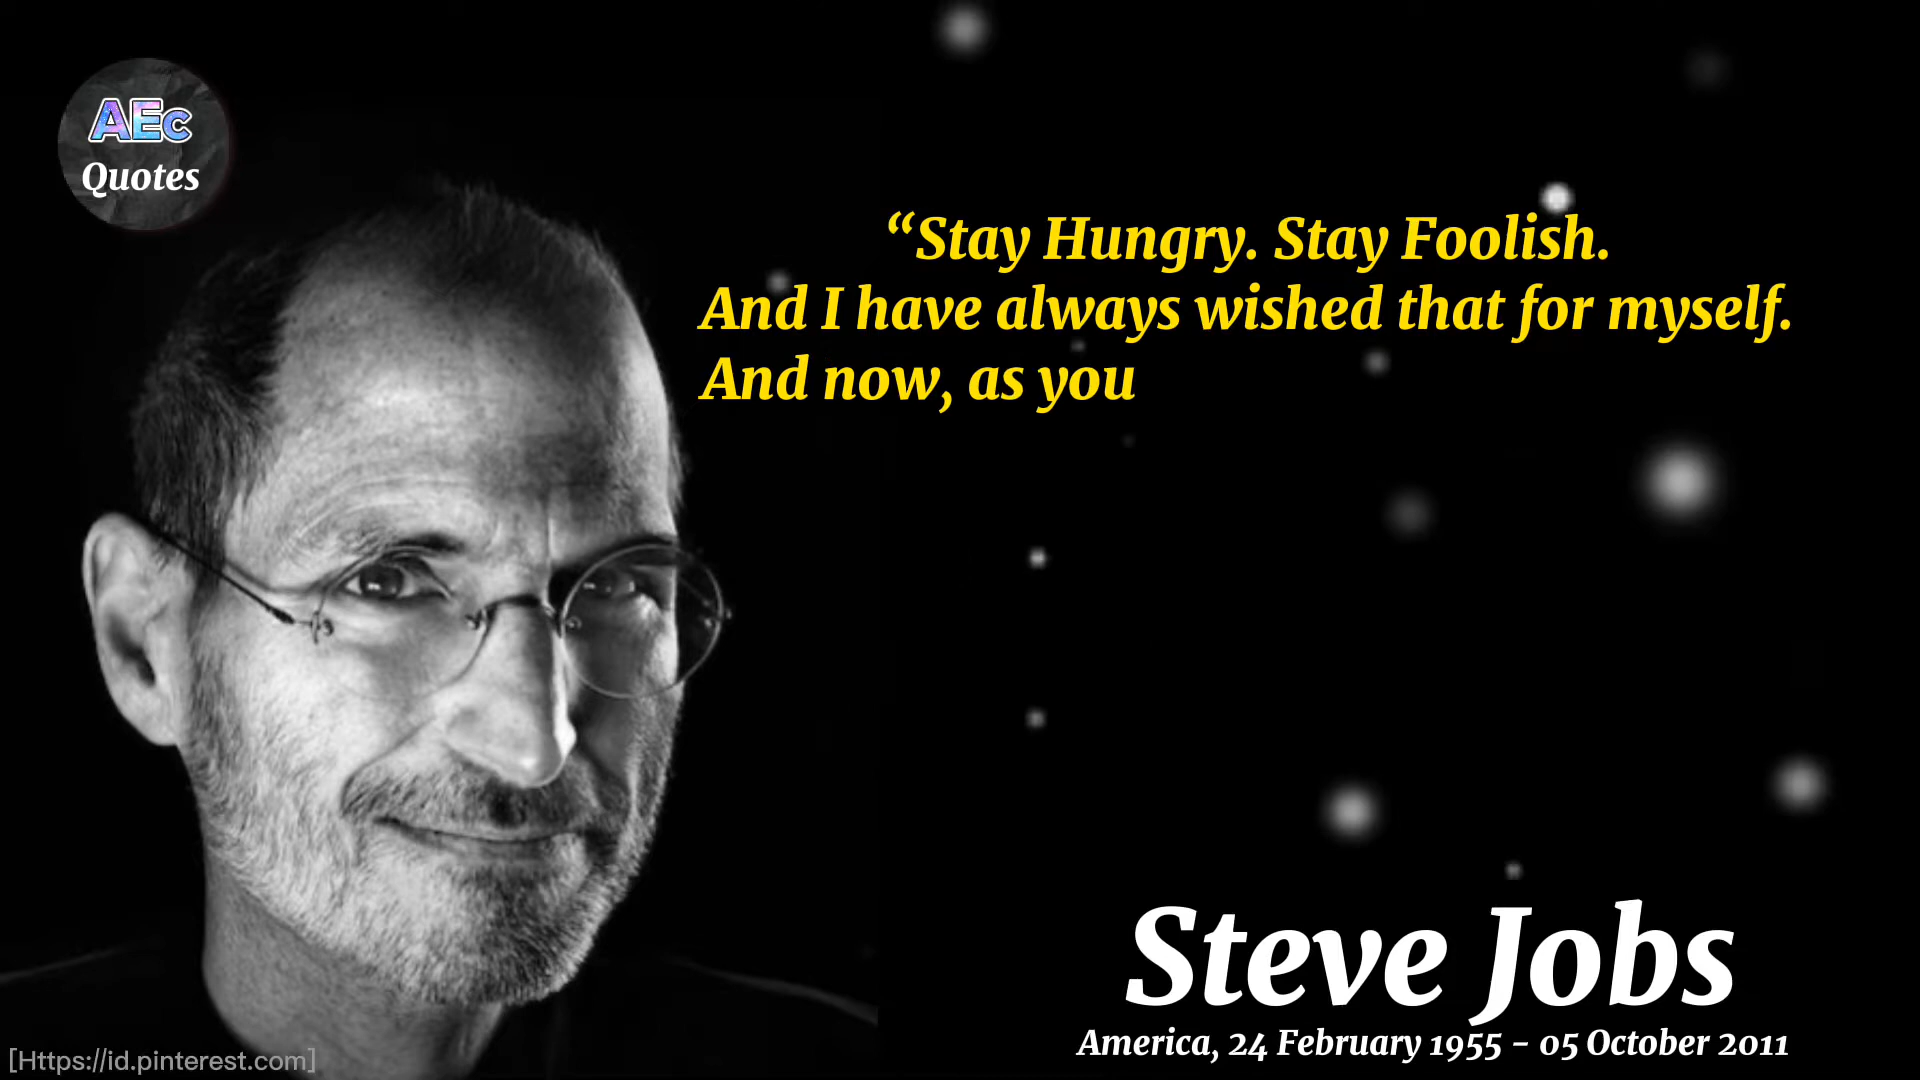 AEc
Quotes
“Stay Hungry. Stay Foolish.
And I have always wished that for myself.
And now, as you
Steve Jobs
America, 24 February 1955 - 05 October 2011
[Https://id.pinterest.com]